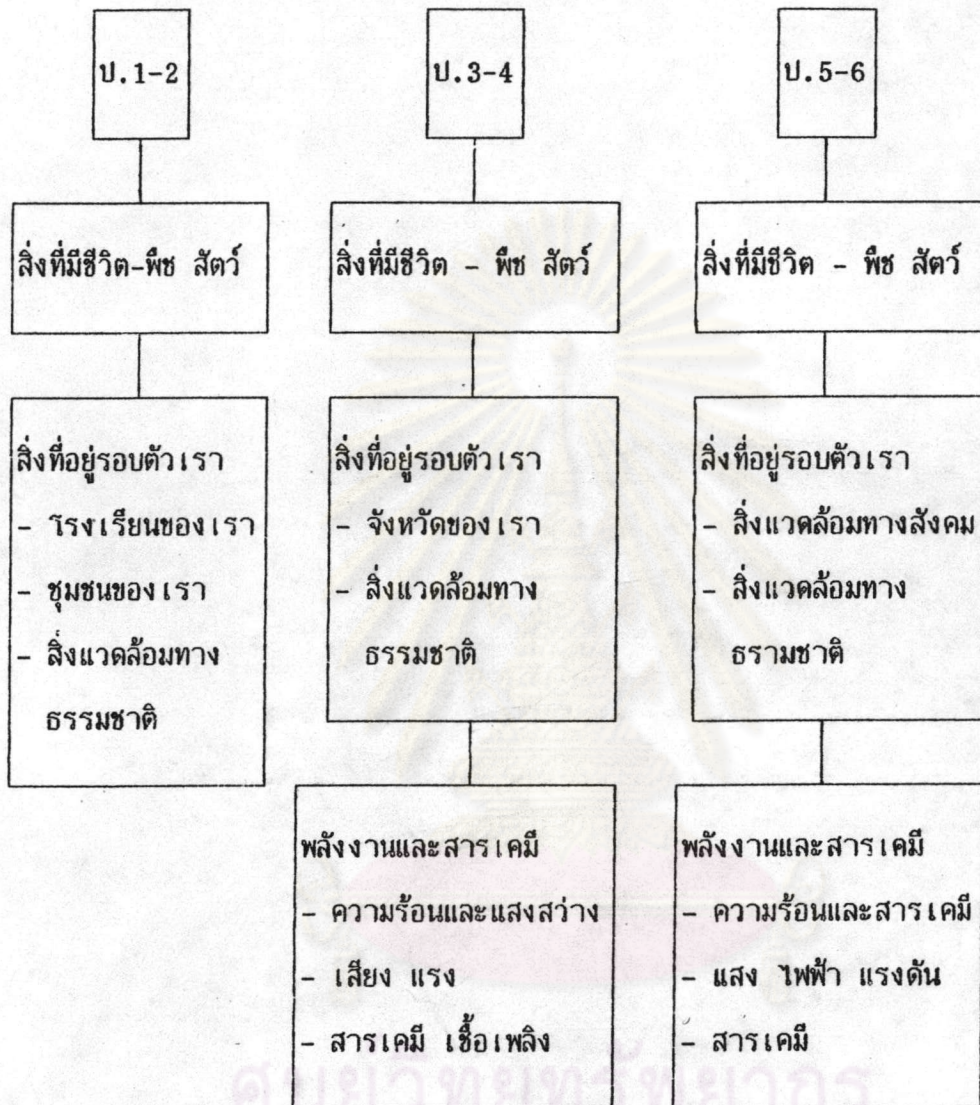 ป.1-2
ป.3-4
ป.5-6
สิ่งที่มีชีวิต-พืช สัตว์
สิ่งที่มีชีวิต - พืช สัตว์
สิ่งที่มีชีวิต - พืช สัตว์
สิ่งที่อยู่รอบตัวเรา
- โรงเรียนของเรา
- ชุมชนของเรา
- สิ่งแวดล้อมทาง
ธรรมชาติ
สิ่งที่อยู่รอบตัวเรา
- จังหวัดของเรา
- สิ่งแวดล้อมทาง
ธรรมชาติ
สิ่งที่อยู่รอบตัวเรา
- สิ่งแวดล้อมทางสังคม
- สิ่งแวดล้อมทาง
ธรามชาติ
พลังงานและสารเคมี
- ความร้อนและแสงสว่าง
- เสียง แรง
- สารเคมี เชื้อเพลิง
พลังงานและสารเคมี
- ความร้อนและสารเคมี
- แสง ไฟฟ้า แรงดัน
- สารเคมี
ศูนย์วิทยทรัพยากร